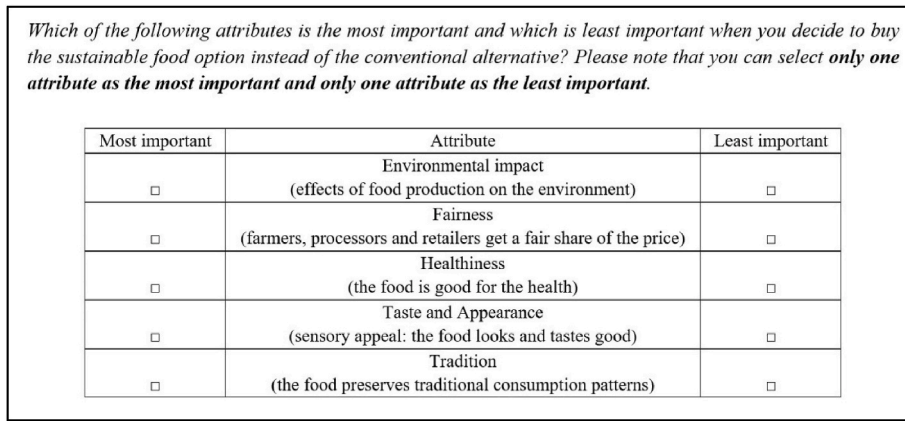 Which of the following attributes is the most important and which is least important when you decide to buy
the sustainable food option instead of the conventional alternative? Please note that you can select only one
attribute as the most important and only one attribute as the least important.
Most important Attribute Least important
Environmental impact
□ (effects of food production on the environment) □
Fairness
□ (farmers, processors and retailers get a fair share of the price) □
Healthiness
□ (the food is good for the health) □
Taste and Appearance
□ (sensory appeal: the food looks and tastes good) □
Tradition
□ (the food preserves traditional consumption patterns) □